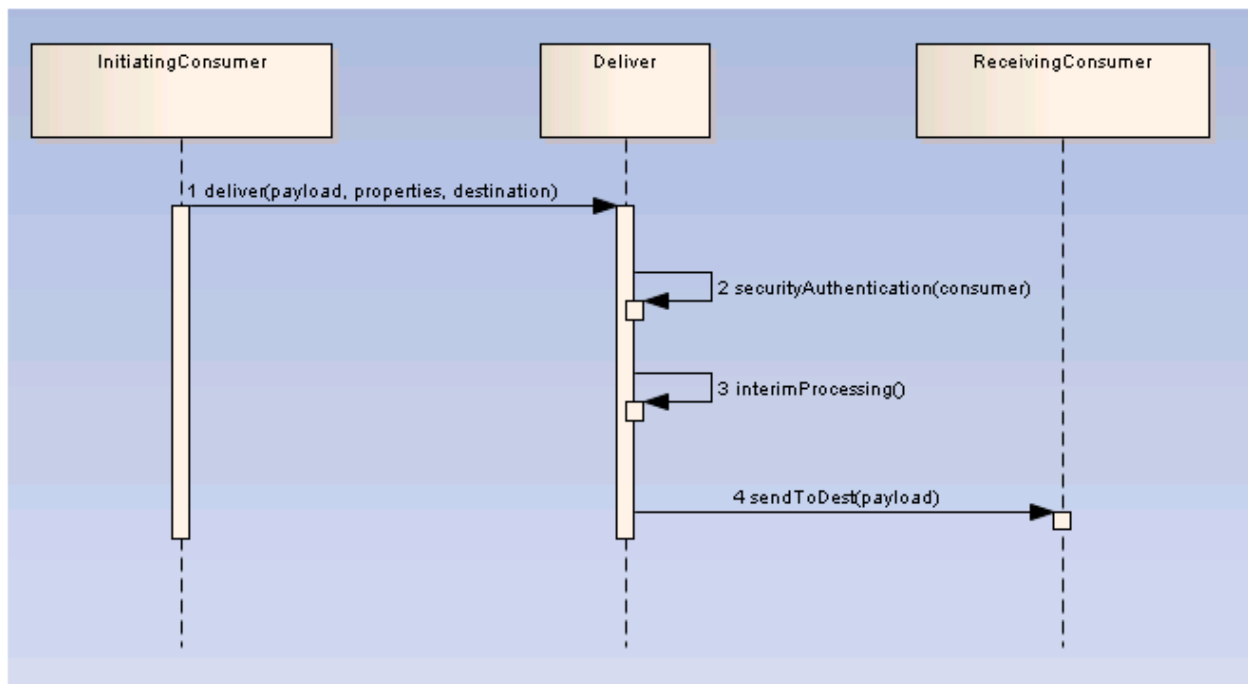 InitiatingConsumer
Deliver
ReceivingConsumer
1 deliver(payload, properties, destination)
2 securityAuthentication(consumer)
3 interimProcessing()
4 sendToDest(payload)